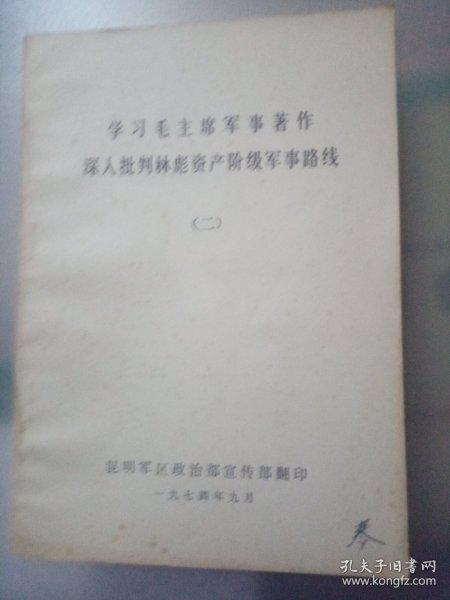 学习毛主席军事著作
深入批判林彪资产阶级军事路线
（二）
昆明军区政治部宣传部翻印
一九七四年九月
孔夫子旧书网
www.kongfz.com